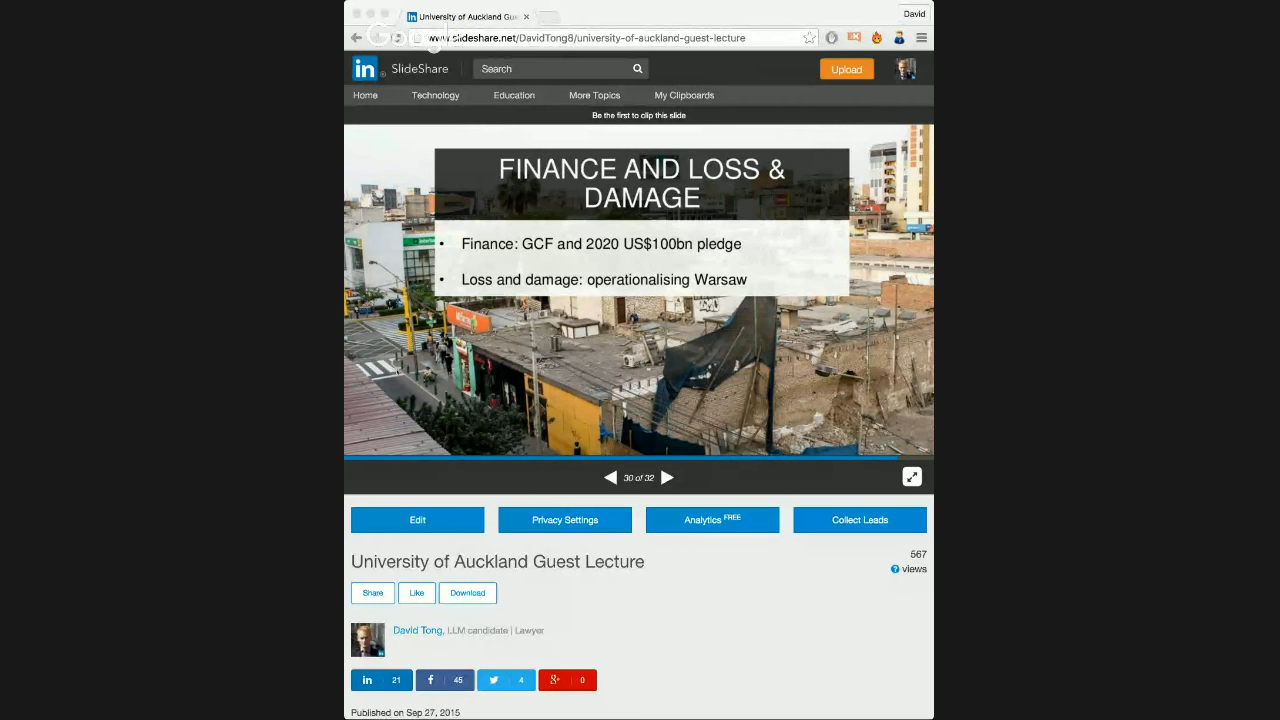 University of Auckland Gu
David
Google
www.slideshare.net/DavidTong8/university-of-auckland-guest-lecture
in SlideShare
Search
Upload
Home Technology Education More Topics My Clipboards
Be the first to clip this slide
FINANCE AND LOSS &
DAMAGE
• Finance: GCF and 2020 US$100bn pledge
• Loss and damage: operationalising Warsaw
30 of 32
Edit Privacy Settings Analytics FREE Collect Leads
University of Auckland Guest Lecture
567
views
Share Like Download
David Tong, LLM candidate | Lawyer
in 21 f 45 4 g+ 0
Published on Sep 27, 2015